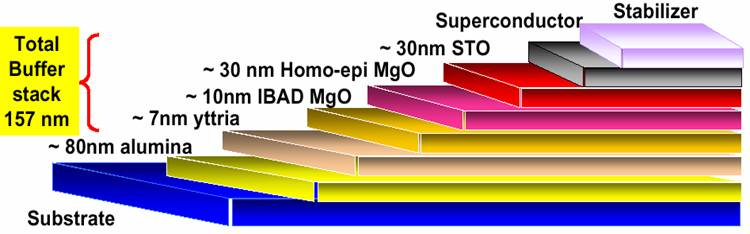 Stabilizer
Superconductor
~ 30nm STO
~ 30 nm Homo-epi MgO
~ 10nm IBAD MgO
~ 7nm yttria
~ 80nm alumina
Substrate
Total
Buffer
stack
157 nm